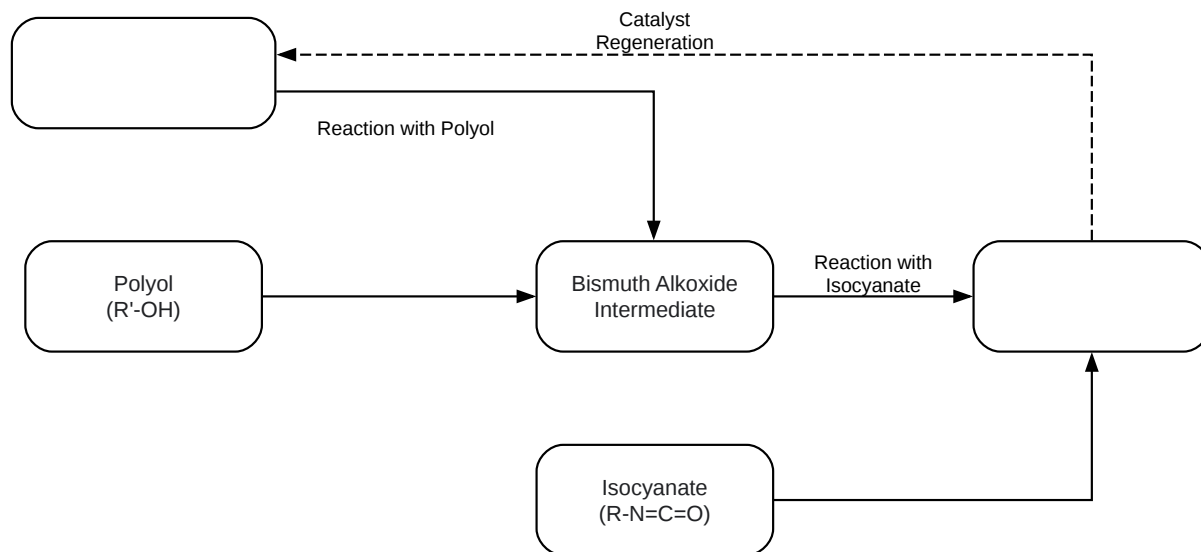 Catalyst
Regeneration
Reaction with Polyol
Polyol
(R'-OH)
Bismuth Alkoxide
Intermediate
Reaction with
Isocyanate
Isocyanate
(R-N=C=O)